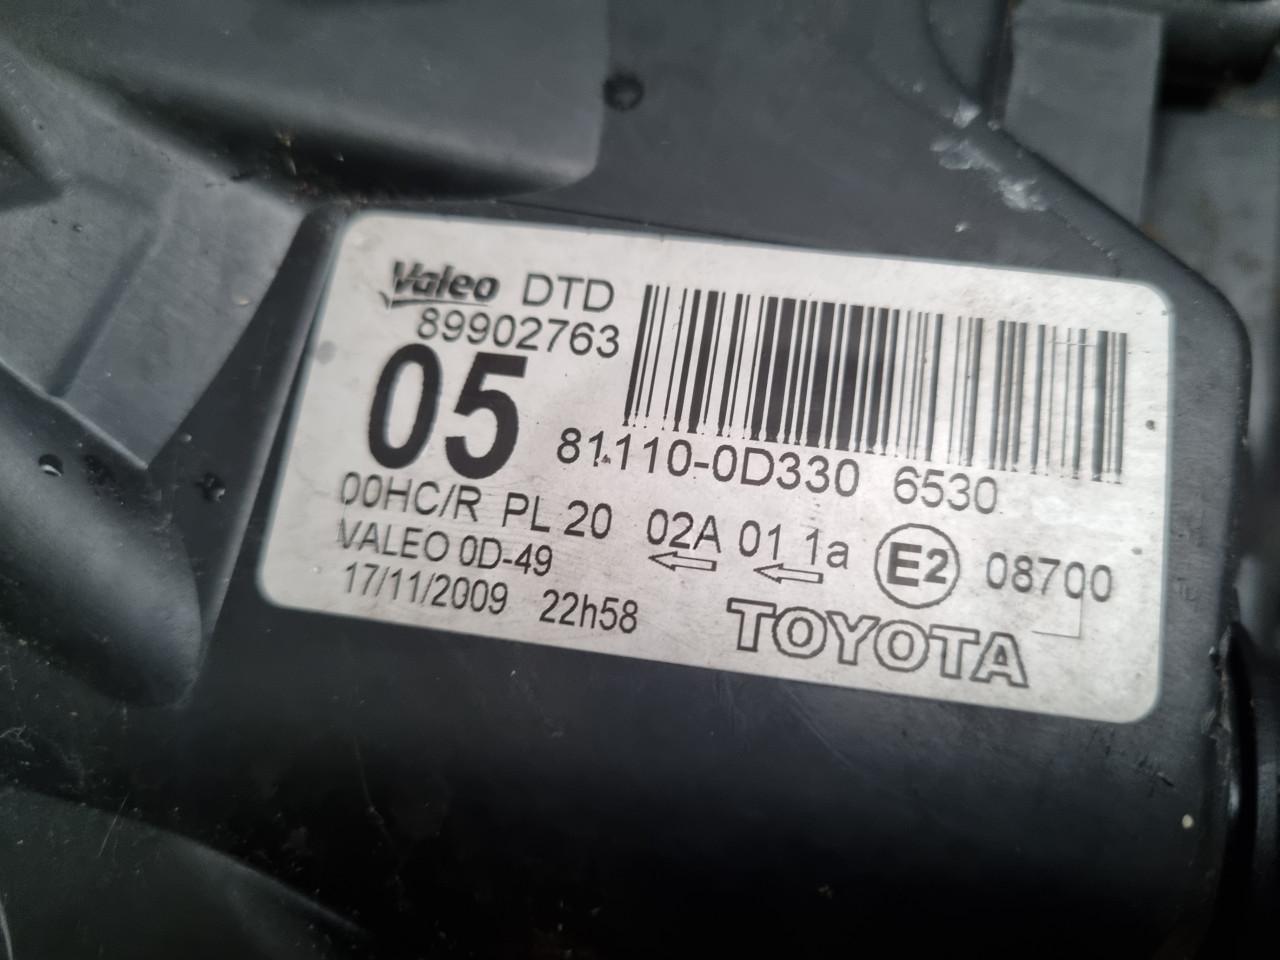 Valeo DTD
89902763
05
81110-0D330 6530
00HC/R PL 20 02A 01 1a E2 08700
VALEO 0D-49
17/11/2009 22h58
TOYOTA